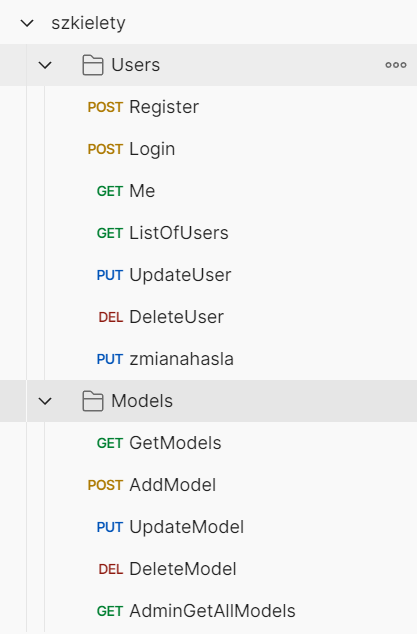 szkielety
Users
POST Register
POST Login
GET Me
GET ListOfUsers
PUT UpdateUser
DEL DeleteUser
PUT zmianahasla
Models
GET GetModels
POST AddModel
PUT UpdateModel
DEL DeleteModel
GET AdminGetAllModels